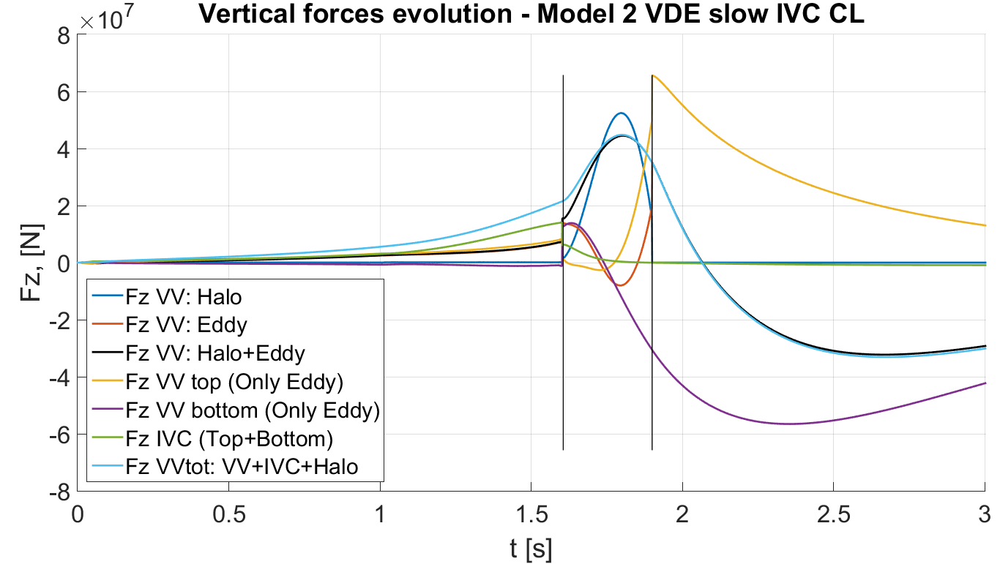 Vertical forces evolution - Model 2 VDE slow IVC CL
×10⁷
8
6
4
2
0
-2
-4
-6
-8
Fz, [N]
Fz VV: Halo
Fz VV: Eddy
Fz VV: Halo+Eddy
Fz VV top (Only Eddy)
Fz VV bottom (Only Eddy)
Fz IVC (Top+Bottom)
Fz VVtot: VV+IVC+Halo
0 0.5 1 1.5 2 2.5 3
t [s]